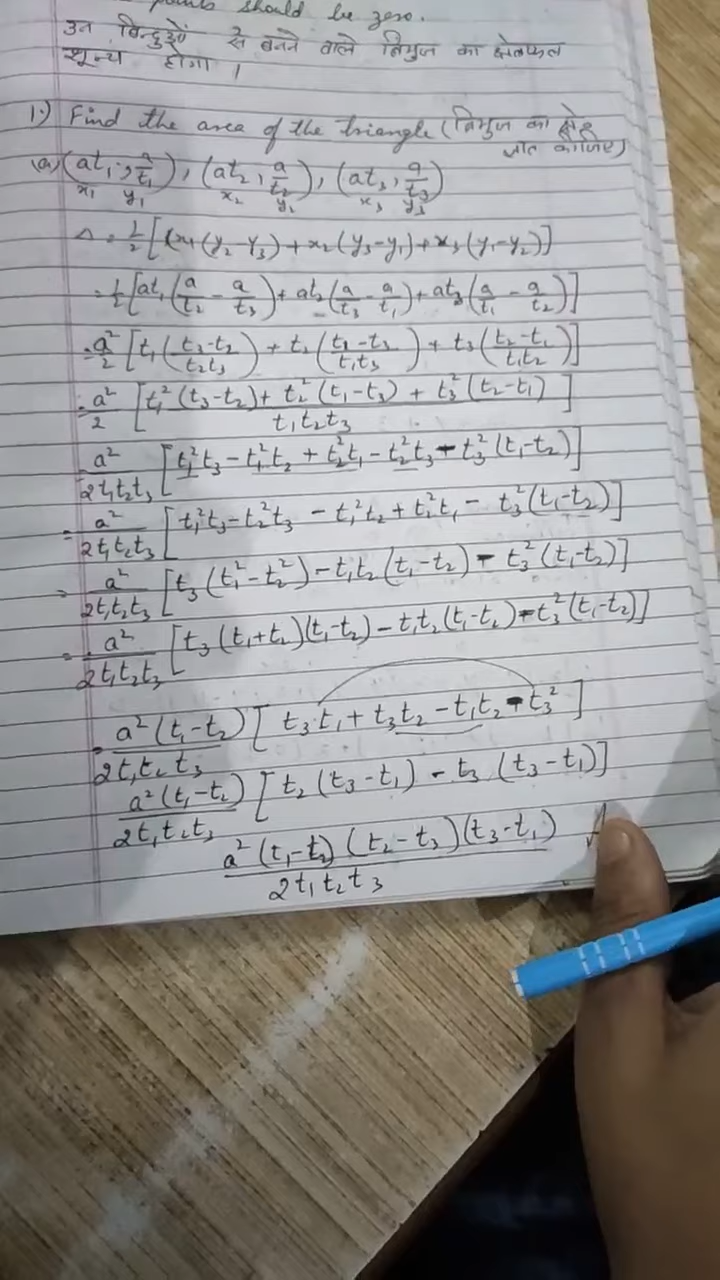 points should be zero.
उन बिन्दुओं से बनने वाले त्रिभुज का क्षेत्रफल
शून्य होगा ।
1.) Find the area of the triangle (त्रिभुज का
ज्ञात कीजिए)
(a) (at₁, a/t₁), (at₂, a/t₂), (at₃, a/t₃)
x₁ y₁ x₂ y₁ x₃ y₃
Δ = 1/2 [(x₁(y₂-y₃)+x₂(y₃-y₁)+x₃(y₁-y₂)]
= 1/2 [at₁(a/t₂ - a/t₃)+at₂(a/t₃ - a/t₁)+at₃(a/t₁ - a/t₂)]
= a²/2 [t₁(t₃-t₂/t₂t₃) + t₂(t₁-t₃/t₁t₃) + t₃(t₂-t₁/t₁t₂)]
= a²/2 [t₁²(t₃-t₂)+ t₂²(t₁-t₃) + t₃²(t₂-t₁)/t₁t₂t₃]
= a²/2t₁t₂t₃ [t₁²t₃ - t₁²t₂ + t₂²t₁ - t₂²t₃ - t₃²(t₁-t₂)]
= a²/2t₁t₂t₃ [t₁²t₃ - t₂²t₃ - t₁²t₂ + t₂²t₁ - t₃²(t₁-t₂)]
= a²/2t₁t₂t₃ [t₃(t₁²-t₂²) - t₁t₂(t₁-t₂) - t₃²(t₁-t₂)]
= a²/2t₁t₂t₃ [t₃(t₁+t₂)(t₁-t₂) - t₁t₂(t₁-t₂) - t₃²(t₁-t₂)]
= a²(t₁-t₂)/2t₁t₂t₃ [t₃t₁ + t₃t₂ - t₁t₂ - t₃²]
a²(t₁-t₂)/2t₁t₂t₃ [t₂(t₃-t₁) - t₃(t₃-t₁)]
a²(t₁-t₂)(t₂-t₃)(t₃-t₁)/2t₁t₂t₃